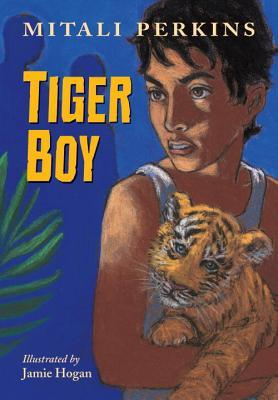 MITALI PERKINS
TIGER
BOY
Illustrated by
Jamie Hogan